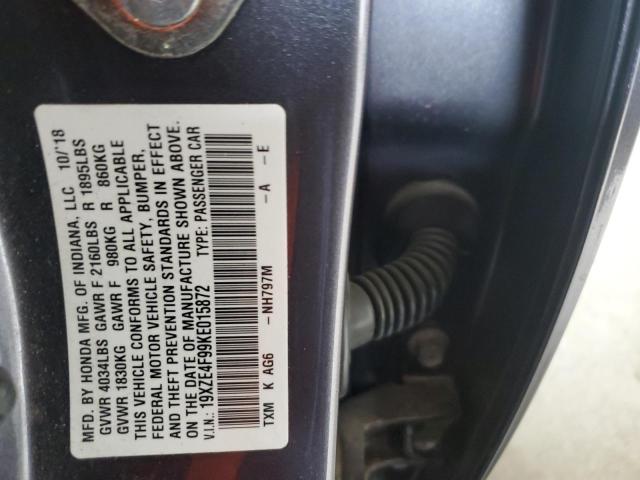 MFD. BY HONDA MFG. OF INDIANA, LLC 10/'18
GVWR 4034LBS GAWR F 2160LBS R 1895LBS
GVWR 1830KG GAWR F 980KG R 860KG
THIS VEHICLE CONFORMS TO ALL APPLICABLE
FEDERAL MOTOR VEHICLE SAFETY, BUMPER,
AND THEFT PREVENTION STANDARDS IN EFFECT
ON THE DATE OF MANUFACTURE SHOWN ABOVE.
V.I.N.: 19XZE4F99KE015872 TYPE: PASSENGER CAR
TXM K AG6 -NH797M -A -E